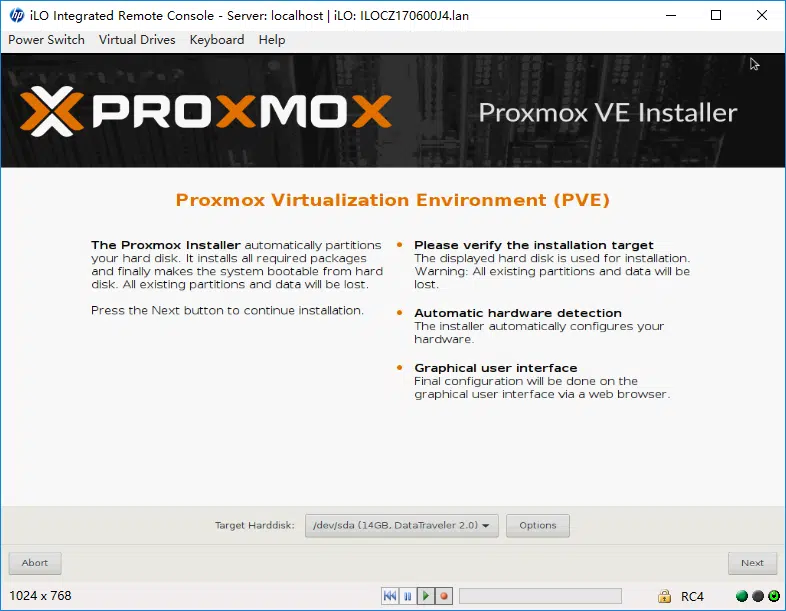 iLO Integrated Remote Console - Server: localhost | iLO: ILOCZ170600J4.lan
Power Switch Virtual Drives Keyboard Help
PROXMOX
Proxmox VE Installer
Proxmox Virtualization Environment (PVE)
The Proxmox Installer automatically partitions
your hard disk. It installs all required packages
and finally makes the system bootable from hard
disk. All existing partitions and data will be lost.
Press the Next button to continue installation.
Please verify the installation target
The displayed hard disk is used for installation.
Warning: All existing partitions and data will be
lost.
Automatic hardware detection
The installer automatically configures your
hardware.
Graphical user interface
Final configuration will be done on the
graphical user interface via a web browser.
Target Harddisk: /dev/sda (14GB, DataTraveler 2.0) Options
Abort Next
1024 x 768 RC4